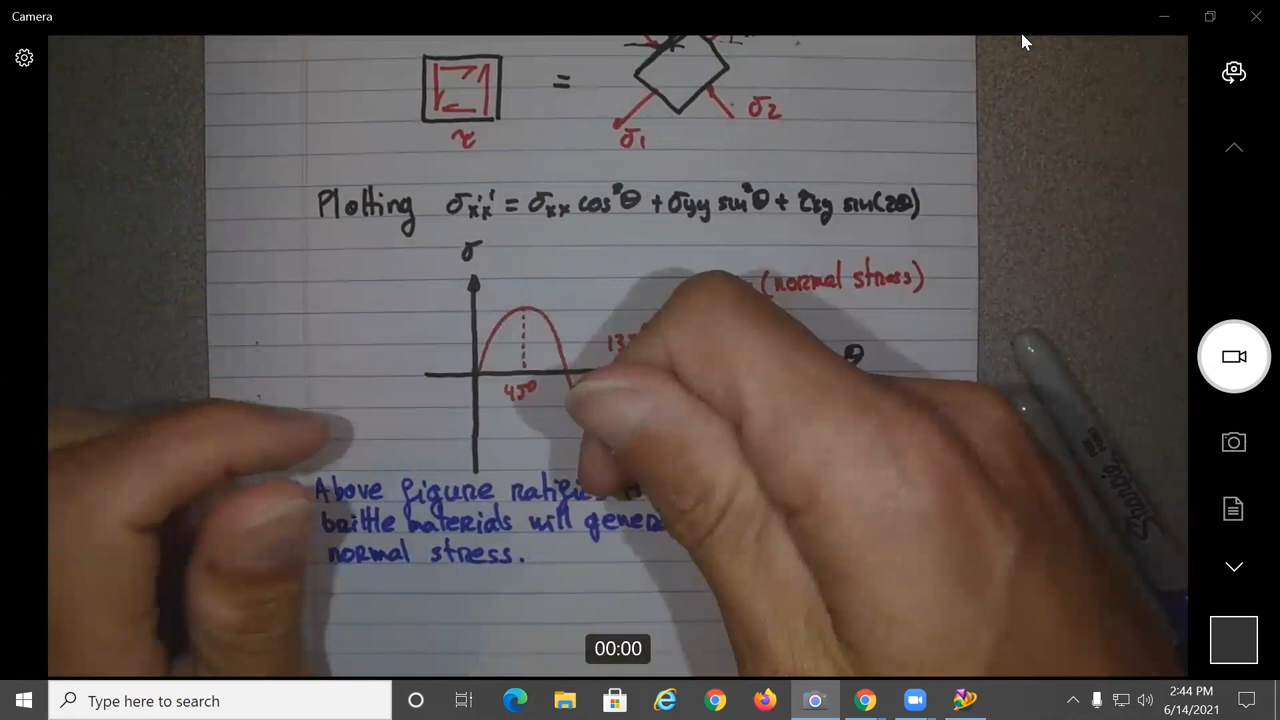 Camera
=
τ
σ1
σ2
Plotting σx'x' = σxx cos²θ + σyy sin²θ + τxy sin(2θ)
σ
(normal stress)
θ
45°
Above figure
brittle materials will
normal stress.
00:00
Sharpie
Type here to search
2:44 PM
6/14/2021